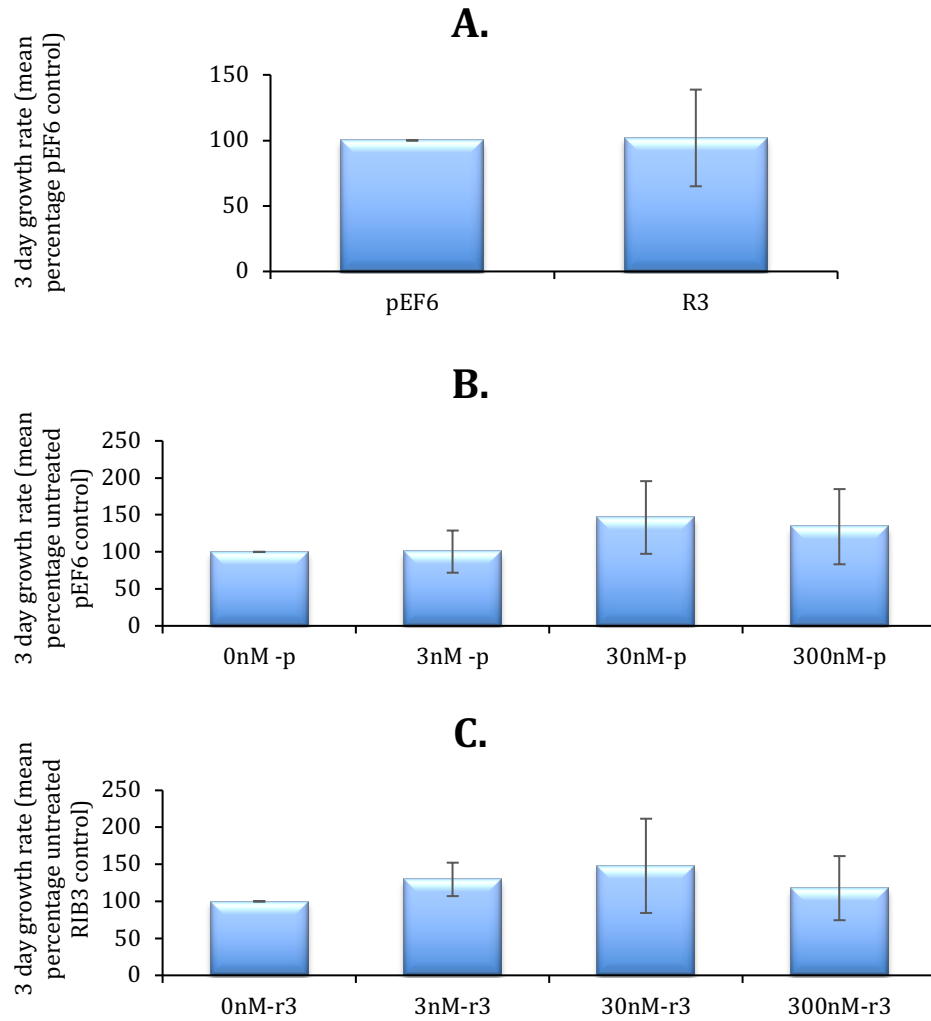 A.
3 day growth rate (mean
percentage pEF6 control)
150
100
50
0
pEF6
R3
B.
3 day growth rate (mean
percentage untreated
pEF6 control)
250
200
150
100
50
0
0nM -p
3nM -p
30nM-p
300nM-p
C.
3 day growth rate (mean
percentage untreated
RIB3 control)
250
200
150
100
50
0
0nM-r3
3nM-r3
30nM-r3
300nM-r3